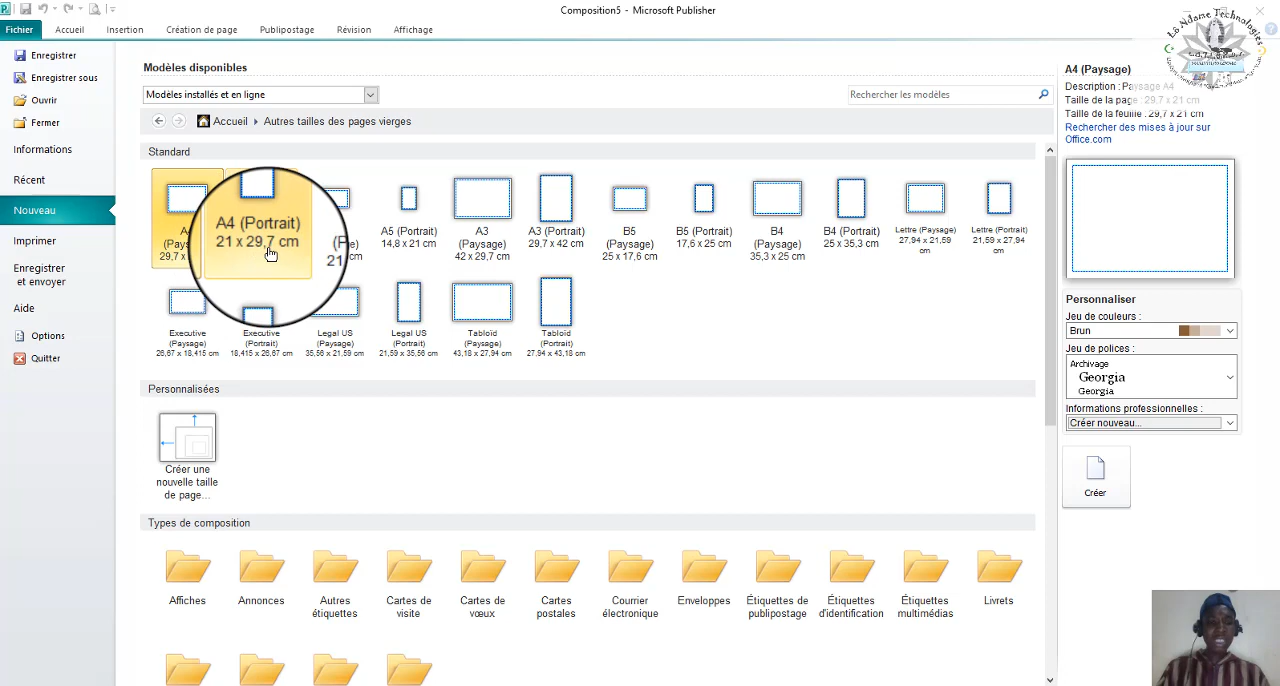 Composition5 - Microsoft Publisher
Fichier
Accueil
Insertion
Création de page
Publipostage
Révision
Affichage
Enregistrer
Enregistrer sous
Ouvrir
Fermer
Informations
Récent
Nouveau
Imprimer
Enregistrer
et envoyer
Aide
Options
Quitter
Modèles disponibles
Modèles installés et en ligne
Rechercher les modèles
Accueil
Autres tailles des pages vierges
Standard
A4 (Portrait)
21 x 29,7 cm
A5 (Portrait)
14,8 x 21 cm
A3
(Paysage)
42 x 29,7 cm
A3 (Portrait)
29,7 x 42 cm
B5
(Paysage)
25 x 17,6 cm
B5 (Portrait)
17,6 x 25 cm
B4
(Paysage)
35,3 x 25 cm
B4 (Portrait)
25 x 35,3 cm
Lettre (Paysage)
27,94 x 21,59
cm
Lettre (Portrait)
21,59 x 27,94
cm
Executive
(Paysage)
26,67 x 18,415 cm
Executive
(Portrait)
18,415 x 26,67 cm
Legal US
(Paysage)
35,56 x 21,59 cm
Legal US
(Portrait)
21,59 x 35,56 cm
Tabloïd
(Paysage)
43,18 x 27,94 cm
Tabloïd
(Portrait)
27,94 x 43,18 cm
Personnalisées
Créer une
nouvelle taille
de page...
Types de composition
Affiches
Annonces
Autres
étiquettes
Cartes de
visite
Cartes de
vœux
Cartes
postales
Courrier
électronique
Enveloppes
Étiquettes de
publipostage
Étiquettes
d'identification
Étiquettes
multimédias
Livrets
Lô Ndame Technologies
A4 (Paysage)
Description : Paysage A4
Taille de la page : 29,7 x 21 cm
Taille de la feuille : 29,7 x 21 cm
Rechercher des mises à jour sur
Office.com
Personnaliser
Jeu de couleurs :
Brun
Jeu de polices :
Archivage
Georgia
Georgia
Informations professionnelles :
Créer nouveau...
Créer